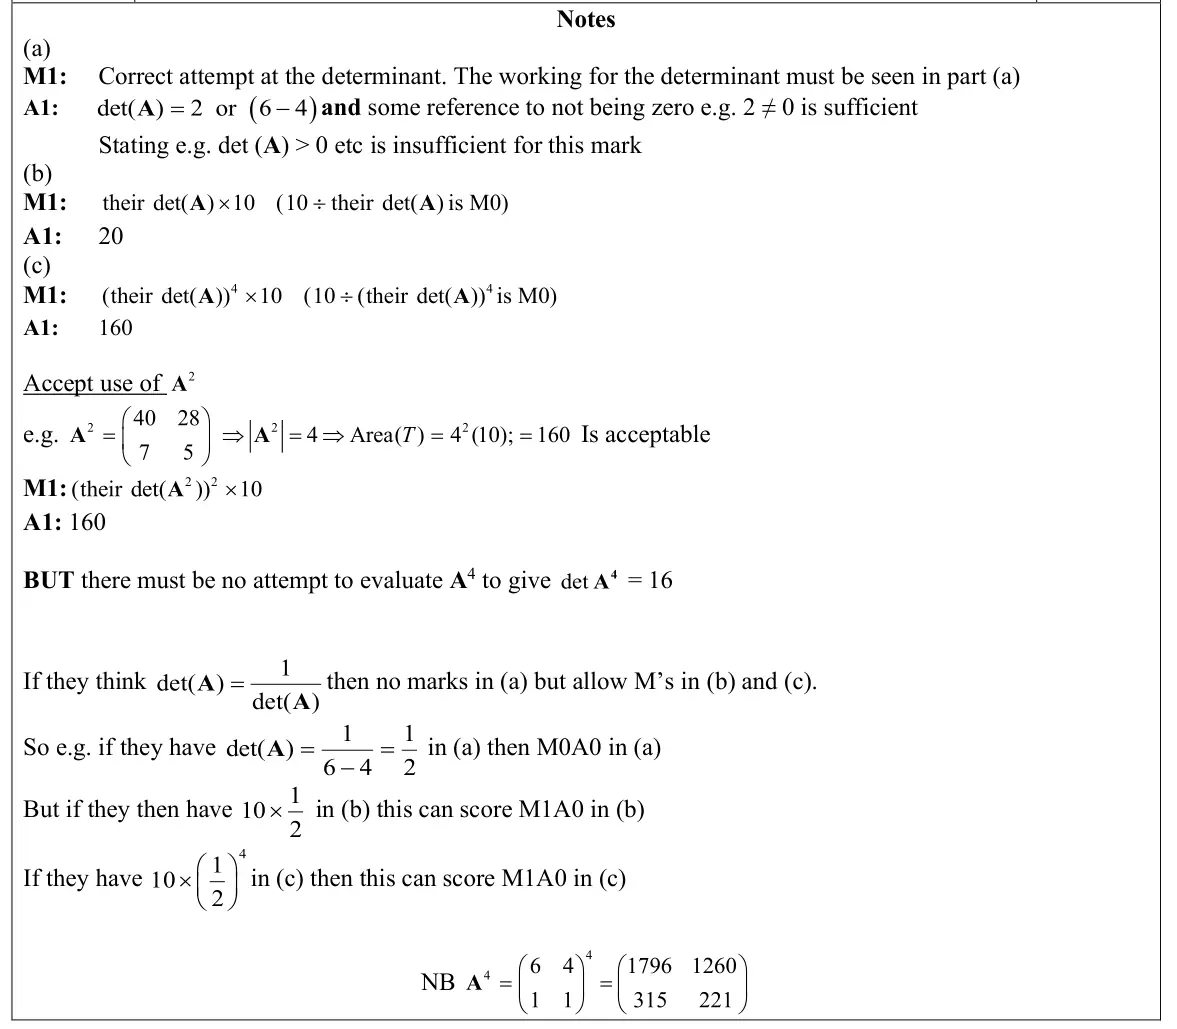 Notes
(a)
M1: Correct attempt at the determinant. The working for the determinant must be seen in part (a)
A1: det(A) = 2 or (6 − 4) and some reference to not being zero e.g. 2 ≠ 0 is sufficient
Stating e.g. det (A) > 0 etc is insufficient for this mark
(b)
M1: their det(A) × 10 (10 ÷ their det(A) is M0)
A1: 20
(c)
M1: (their det(A))⁴ × 10 (10 ÷ (their det(A))⁴ is M0)
A1: 160
Accept use of A²
e.g. A² = (40 28; 7 5) ⇒ |A²| = 4 ⇒ Area(T) = 4²(10); = 160 Is acceptable
M1: (their det(A²))² × 10
A1: 160
BUT there must be no attempt to evaluate A⁴ to give det A⁴ = 16
If they think det(A) = 1/det(A) then no marks in (a) but allow M’s in (b) and (c).
So e.g. if they have det(A) = 1/(6 − 4) = 1/2 in (a) then M0A0 in (a)
But if they then have 10 × 1/2 in (b) this can score M1A0 in (b)
If they have 10 × (1/2)⁴ in (c) then this can score M1A0 in (c)
NB A⁴ = (6 4; 1 1)⁴ = (1796 1260; 315 221)